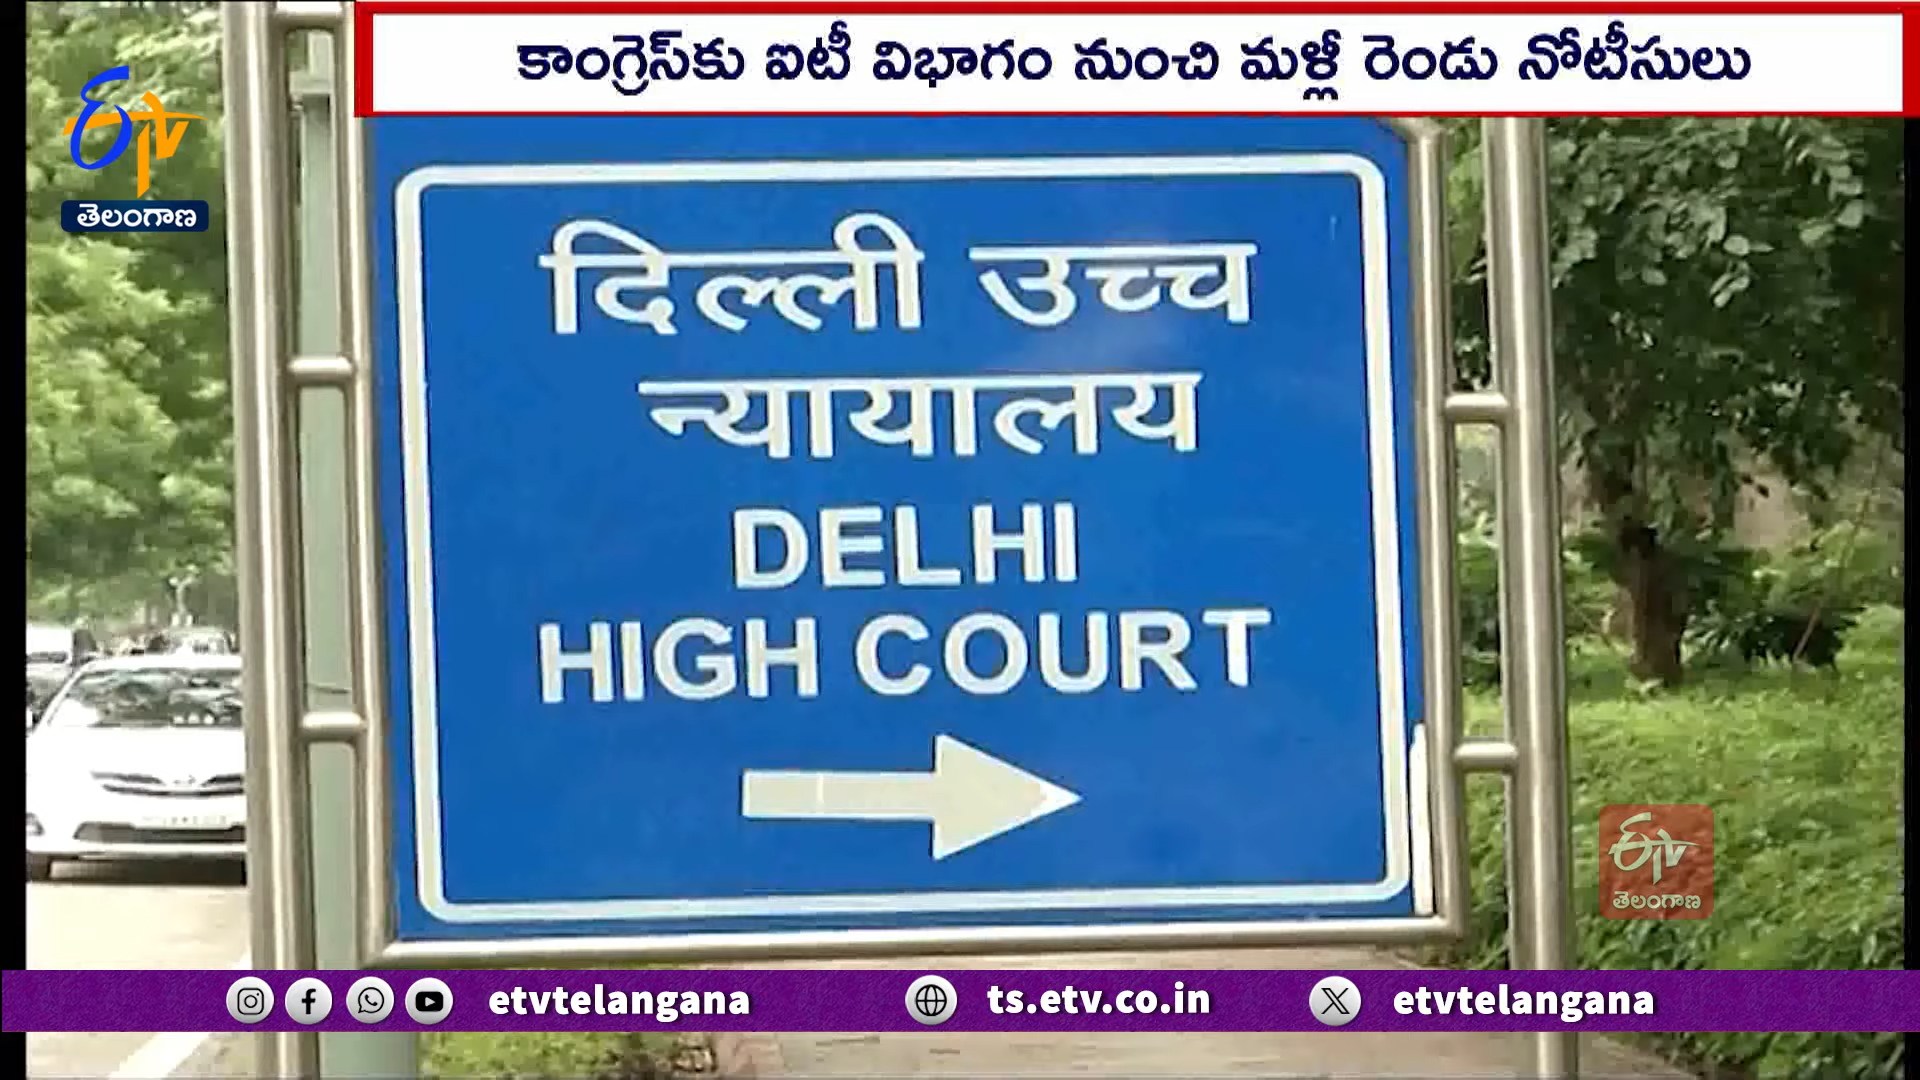 కాంగ్రెస్‌కు ఐటీ విభాగం నుంచి మళ్లీ రెండు నోటీసులు
ETV
తెలంగాణ
दिल्ली उच्च
न्यायालय
DELHI
HIGH COURT
ETV
తెలంగాణ
etvtelangana
ts.etv.co.in
etvtelangana